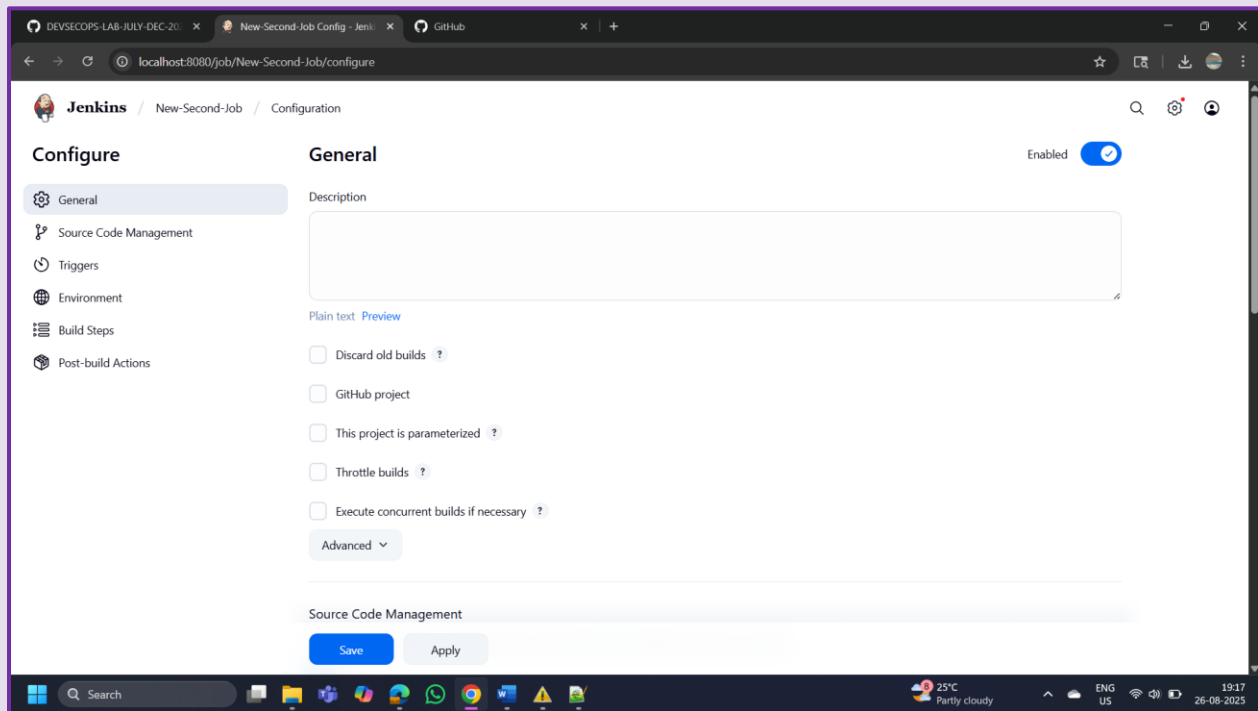 DEVSECOPS-LAB-JULY-DEC-20
New-Second-Job Config - Jenki
GitHub
localhost:8080/job/New-Second-Job/configure
Jenkins / New-Second-Job / Configuration
Configure
General
Source Code Management
Triggers
Environment
Build Steps
Post-build Actions
General
Enabled
Description
Plain text Preview
Discard old builds ?
GitHub project
This project is parameterized ?
Throttle builds ?
Execute concurrent builds if necessary ?
Advanced
Source Code Management
Save Apply
Search
8
25°C
Partly cloudy
ENG
US
19:17
26-08-2025